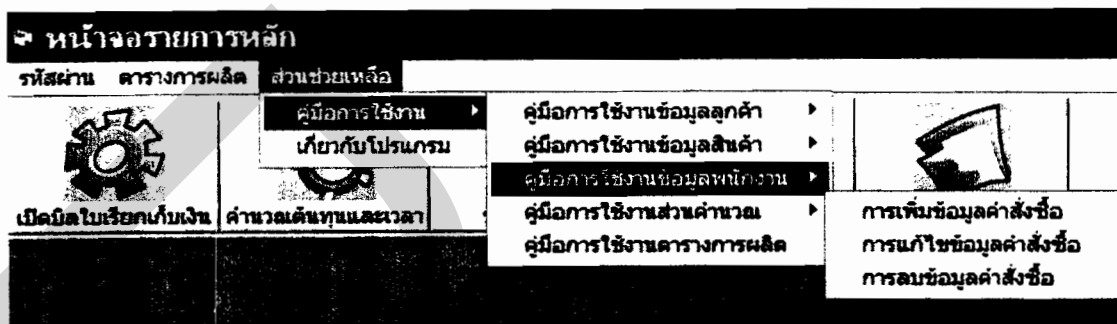 หน้าจอรายการหลัก
รหัสผ่าน ตารางการผลิต ส่วนช่วยเหลือ
คู่มือการใช้งาน
เกี่ยวกับโปรแกรม
คู่มือการใช้งานข้อมูลลูกค้า
คู่มือการใช้งานข้อมูลสินค้า
คู่มือการใช้งานข้อมูลพนักงาน
คู่มือการใช้งานส่วนคำนวณ
คู่มือการใช้งานตารางการผลิต
การเพิ่มข้อมูลคำสั่งซื้อ
การแก้ไขข้อมูลคำสั่งซื้อ
การลบข้อมูลคำสั่งซื้อ
เปิดบิลใบเรียกเก็บเงิน
คำนวณต้นทุนและเวลา